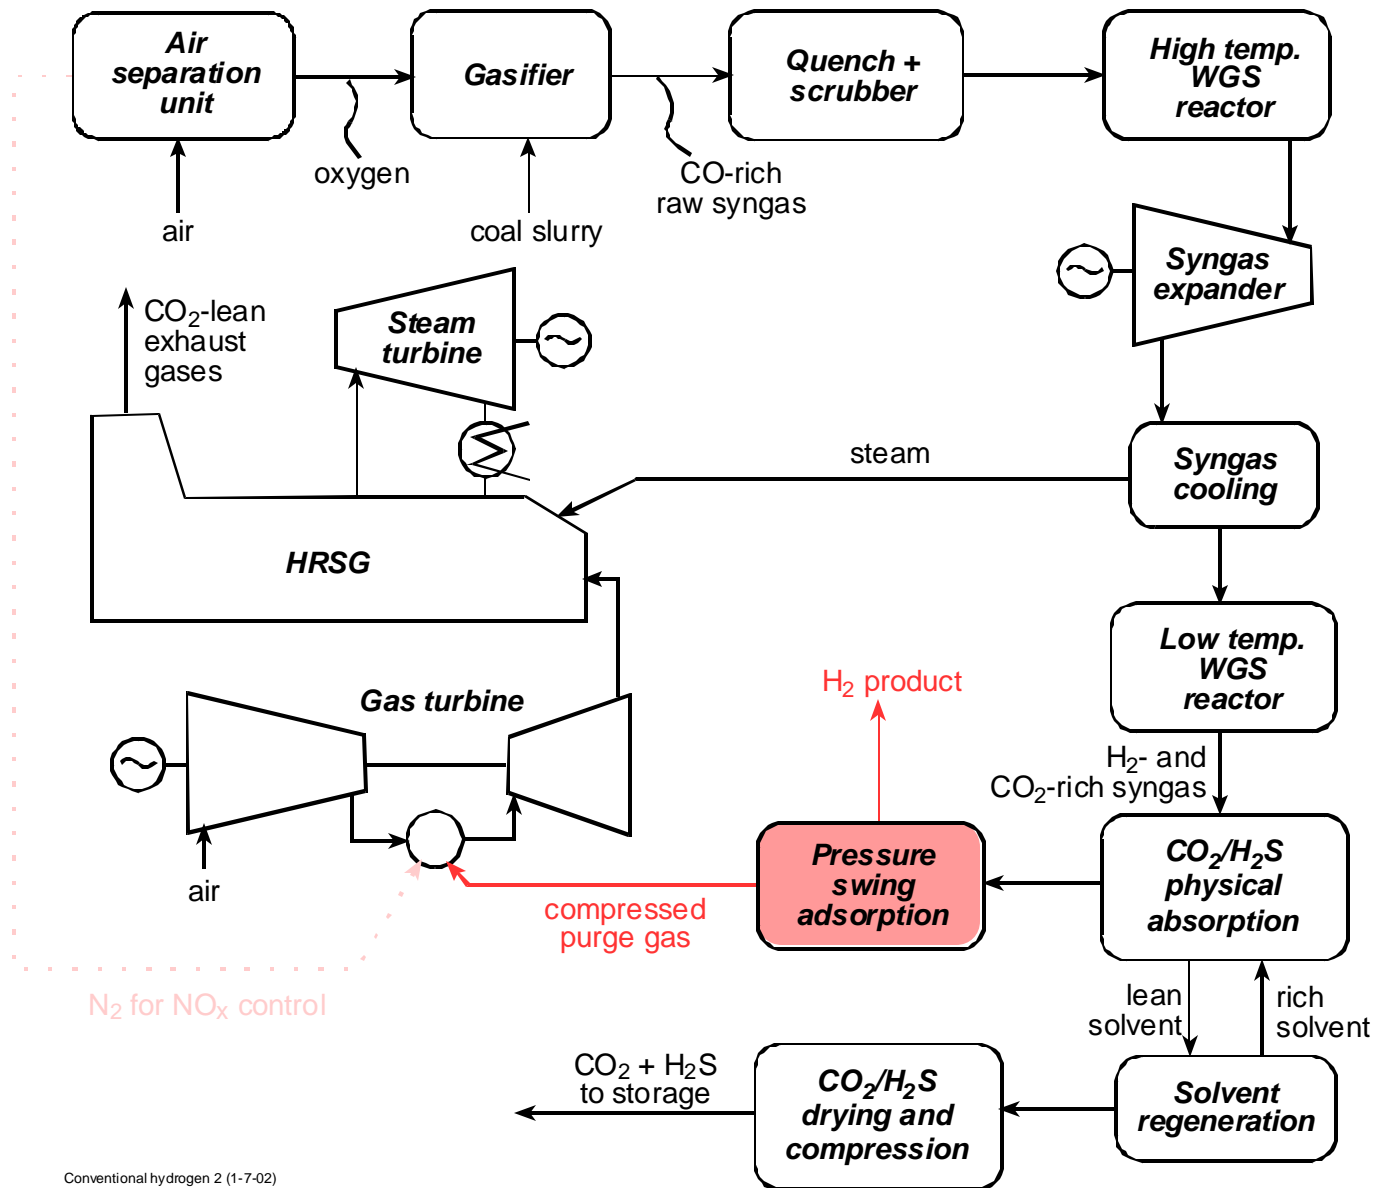 Air
separation
unit
Gasifier
Quench +
scrubber
High temp.
WGS
reactor
oxygen
CO-rich
raw syngas
air
coal slurry
Syngas
expander
CO₂-lean
exhaust
gases
Steam
turbine
steam
Syngas
cooling
HRSG
Low temp.
WGS
reactor
H₂ product
Gas turbine
H₂- and
CO₂-rich syngas
Pressure
swing
adsorption
CO₂/H₂S
physical
absorption
air
compressed
purge gas
N₂ for NOₓ control
lean
solvent
rich
solvent
CO₂ + H₂S
to storage
CO₂/H₂S
drying and
compression
Solvent
regeneration
Conventional hydrogen 2 (1-7-02)